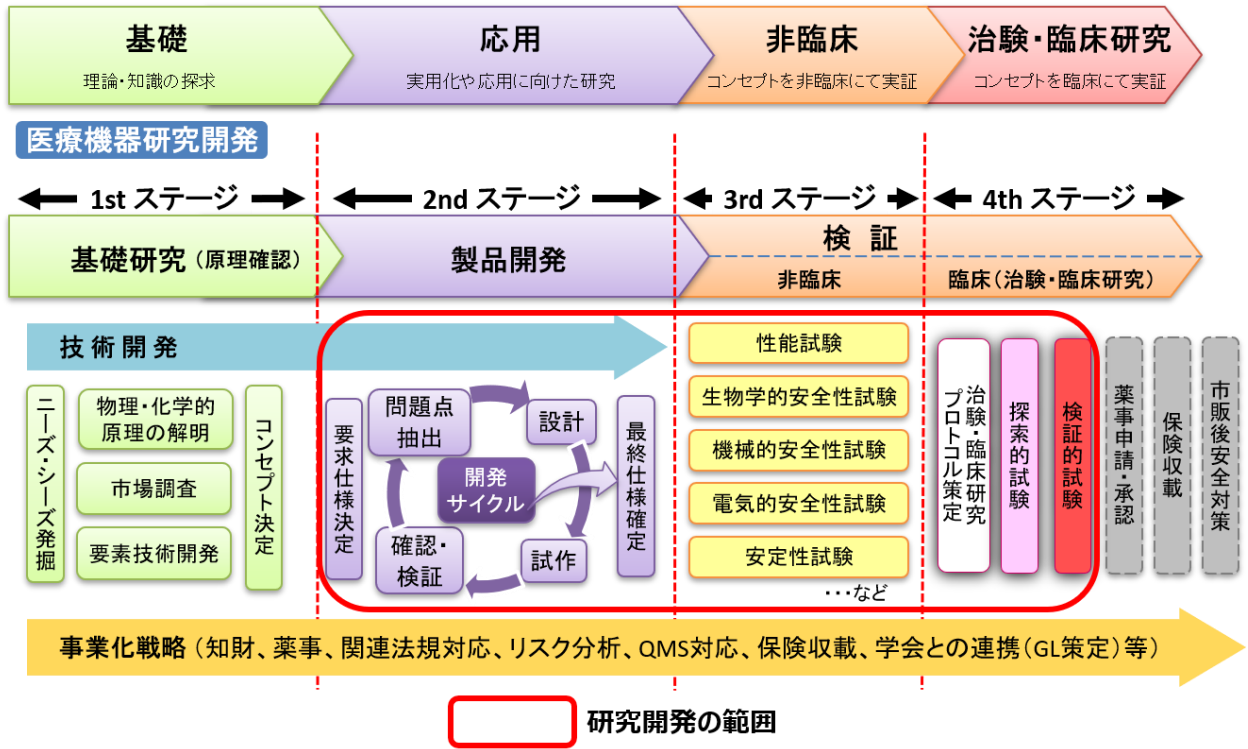 基礎
理論・知識の探求
応用
実用化や応用に向けた研究
非臨床
コンセプトを非臨床にて実証
治験・臨床研究
コンセプトを臨床にて実証
医療機器研究開発
1st ステージ
2nd ステージ
3rd ステージ
4th ステージ
基礎研究（原理確認）
製品開発
検 証
非臨床
臨床（治験・臨床研究）
技術開発
ニーズ・シーズ発掘
物理・化学的
原理の解明
市場調査
要素技術開発
コンセプト決定
要求仕様決定
問題点
抽出
設計
開発
サイクル
確認・
検証
試作
最終仕様確定
性能試験
生物学的安全性試験
機械的安全性試験
電気的安全性試験
安定性試験
・・・など
治験・臨床研究
プロトコル策定
探索的試験
検証的試験
薬事申請・承認
保険収載
市販後安全対策
事業化戦略（知財、薬事、関連法規対応、リスク分析、QMS対応、保険収載、学会との連携（GL策定）等）
研究開発の範囲